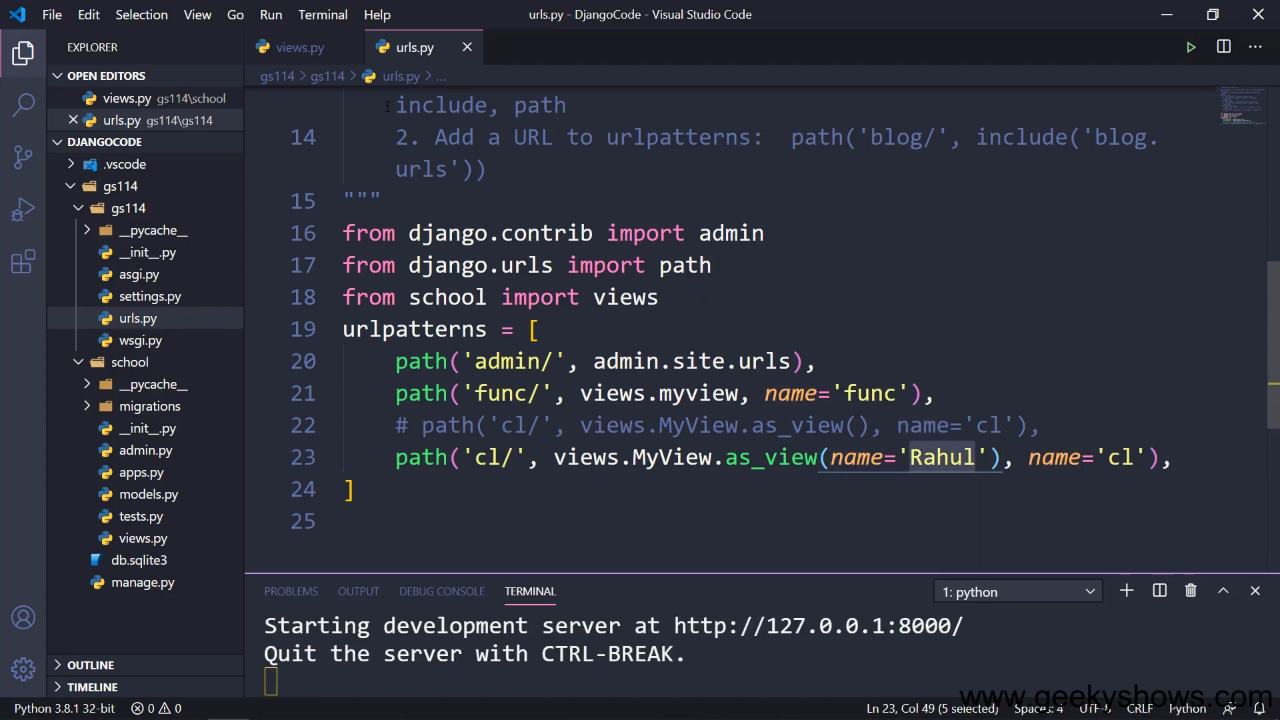 File Edit Selection View Go Run Terminal Help
urls.py - DjangoCode - Visual Studio Code
EXPLORER
OPEN EDITORS
views.py gs114\school
urls.py gs114\gs114
DJANGOCODE
.vscode
gs114
gs114
__pycache__
__init__.py
asgi.py
settings.py
urls.py
wsgi.py
school
__pycache__
migrations
__init__.py
admin.py
apps.py
models.py
tests.py
views.py
db.sqlite3
manage.py
OUTLINE
TIMELINE
views.py urls.py
gs114 > gs114 > urls.py > ...
include, path
14 2. Add a URL to urlpatterns:  path('blog/', include('blog.
urls'))
15 """
16 from django.contrib import admin
17 from django.urls import path
18 from school import views
19 urlpatterns = [
20 path('admin/', admin.site.urls),
21 path('func/', views.myview, name='func'),
22 # path('cl/', views.MyView.as_view(), name='cl'),
23 path('cl/', views.MyView.as_view(name='Rahul'), name='cl'),
24 ]
25
PROBLEMS OUTPUT DEBUG CONSOLE TERMINAL
1: python
Starting development server at http://127.0.0.1:8000/
Quit the server with CTRL-BREAK.
www.geekyshows.com
Python 3.8.1 32-bit 0 0
Ln 23, Col 49 (5 selected) Spaces: 4 UTF-8 CRLF Python